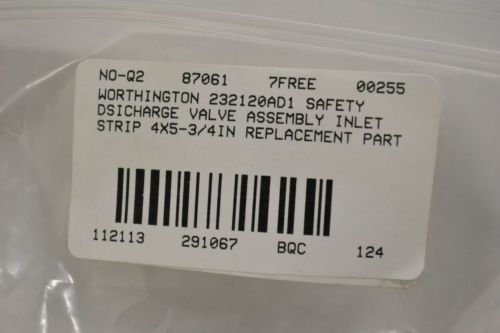 NO-Q2 87061 7FREE 00255
WORTHINGTON 232120AD1 SAFETY
DSICHARGE VALVE ASSEMBLY INLET
STRIP 4X5-3/4IN REPLACEMENT PART
112113 291067 BQC 124